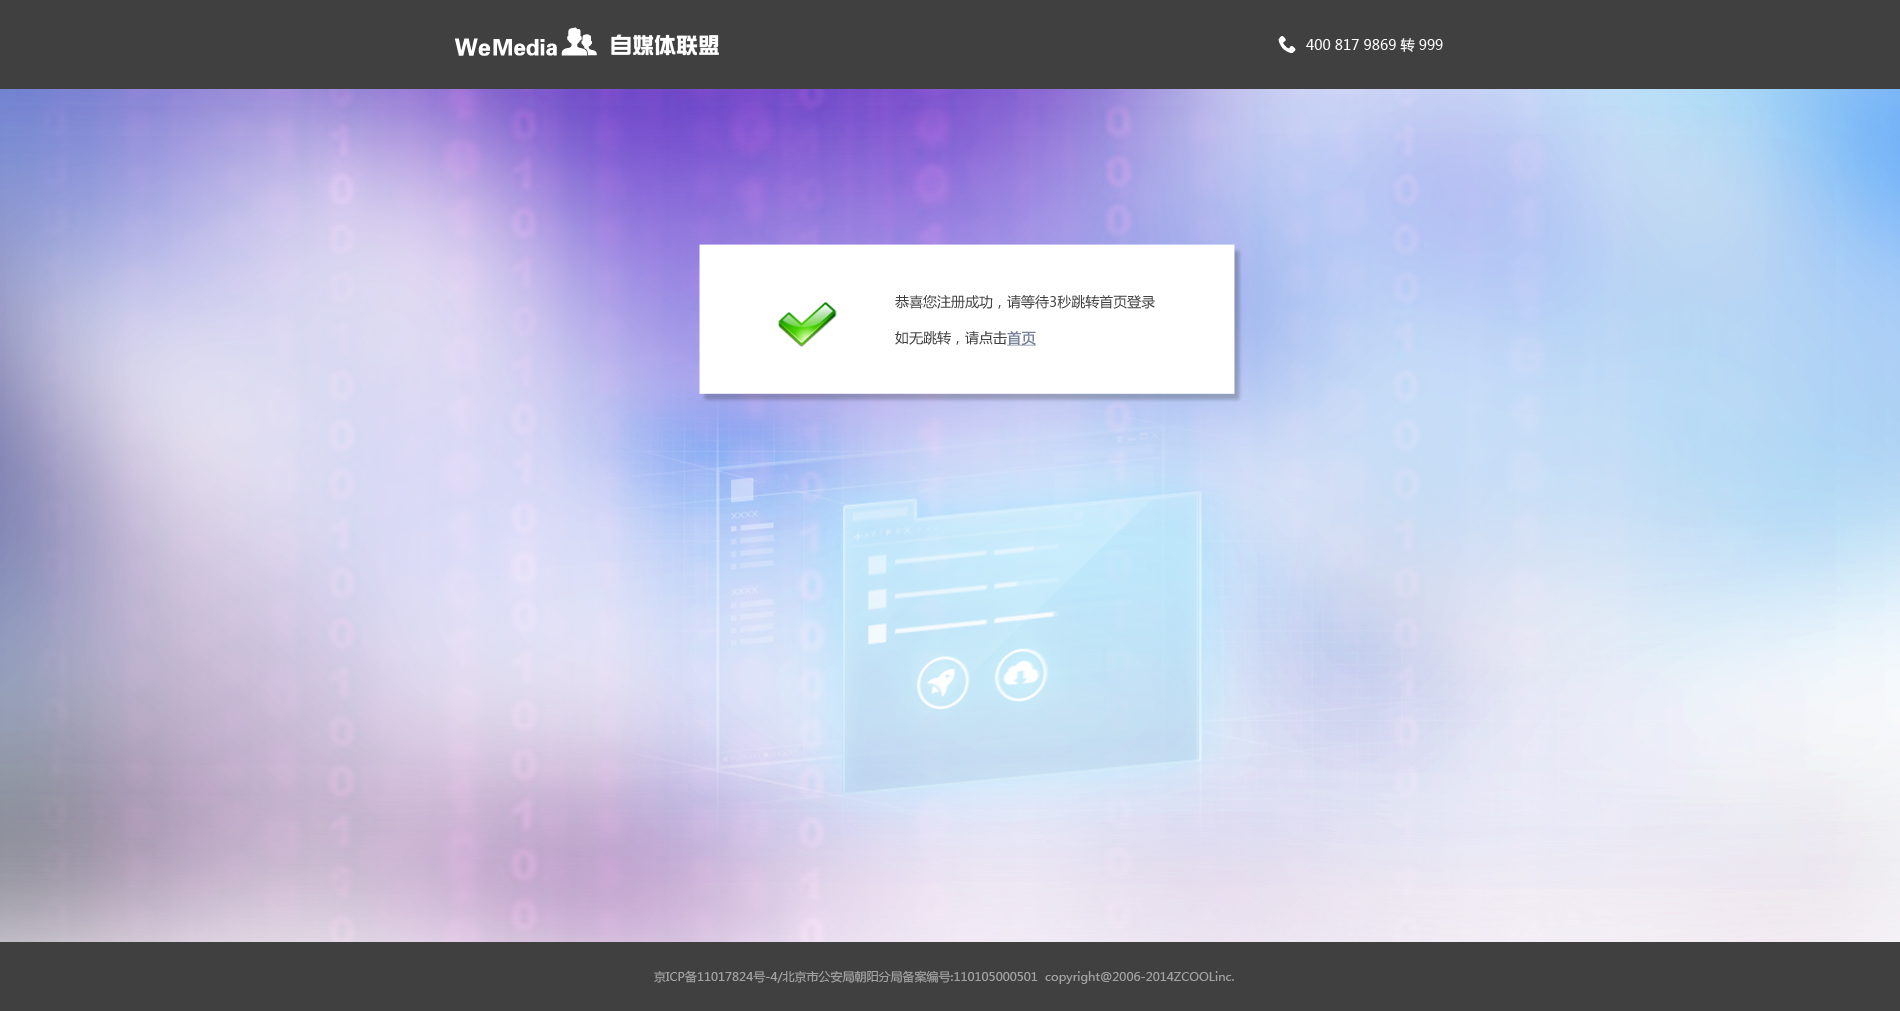 WeMedia 自媒体联盟
400 817 9869 转 999
恭喜您注册成功，请等待3秒跳转首页登录
如无跳转，请点击首页
京ICP备11017824号-4/北京市公安局朝阳分局备案编号:110105000501 copyright@2006-2014ZCOOLinc.